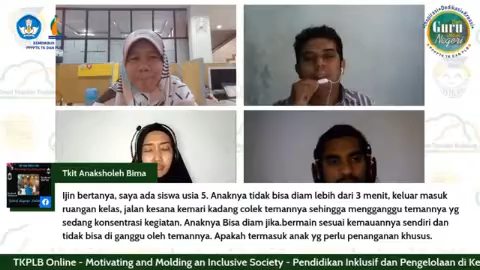 KEMENDIKBUD
Guru
Negeri
Tkit Anaksholeh Bima
Ijin bertanya, saya ada siswa usia 5. Anaknya tidak bisa diam lebih dari 3 menit, keluar masuk
ruangan kelas, jalan kesana kemari kadang colek temannya sehingga mengganggu temannya yg
sedang konsentrasi kegiatan. Anaknya Bisa diam jika.bermain sesuai kemauannya sendiri dan
tidak bisa di ganggu oleh temannya. Apakah termasuk anak yg perlu penanganan khusus.
TKPLB Online - Motivating and Molding an Inclusive Society - Pendidikan Inklusif dan Pengelolaan di Ke